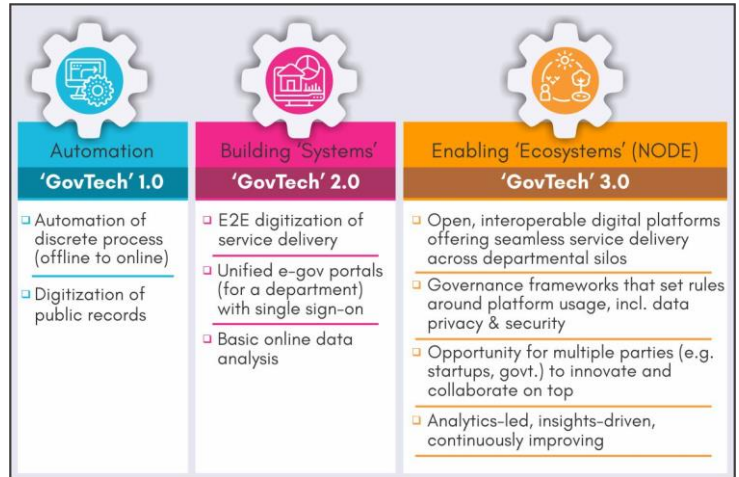 Automation
'GovTech' 1.0
Automation of
discrete process
(offline to online)
Digitization of
public records
Building 'Systems'
'GovTech' 2.0
E2E digitization of
service delivery
Unified e-gov portals
(for a department)
with single sign-on
Basic online data
analysis
Enabling 'Ecosystems' (NODE)
'GovTech' 3.0
Open, interoperable digital platforms
offering seamless service delivery
across departmental silos
Governance frameworks that set rules
around platform usage, incl. data
privacy & security
Opportunity for multiple parties (e.g.
startups, govt.) to innovate and
collaborate on top
Analytics-led, insights-driven,
continuously improving